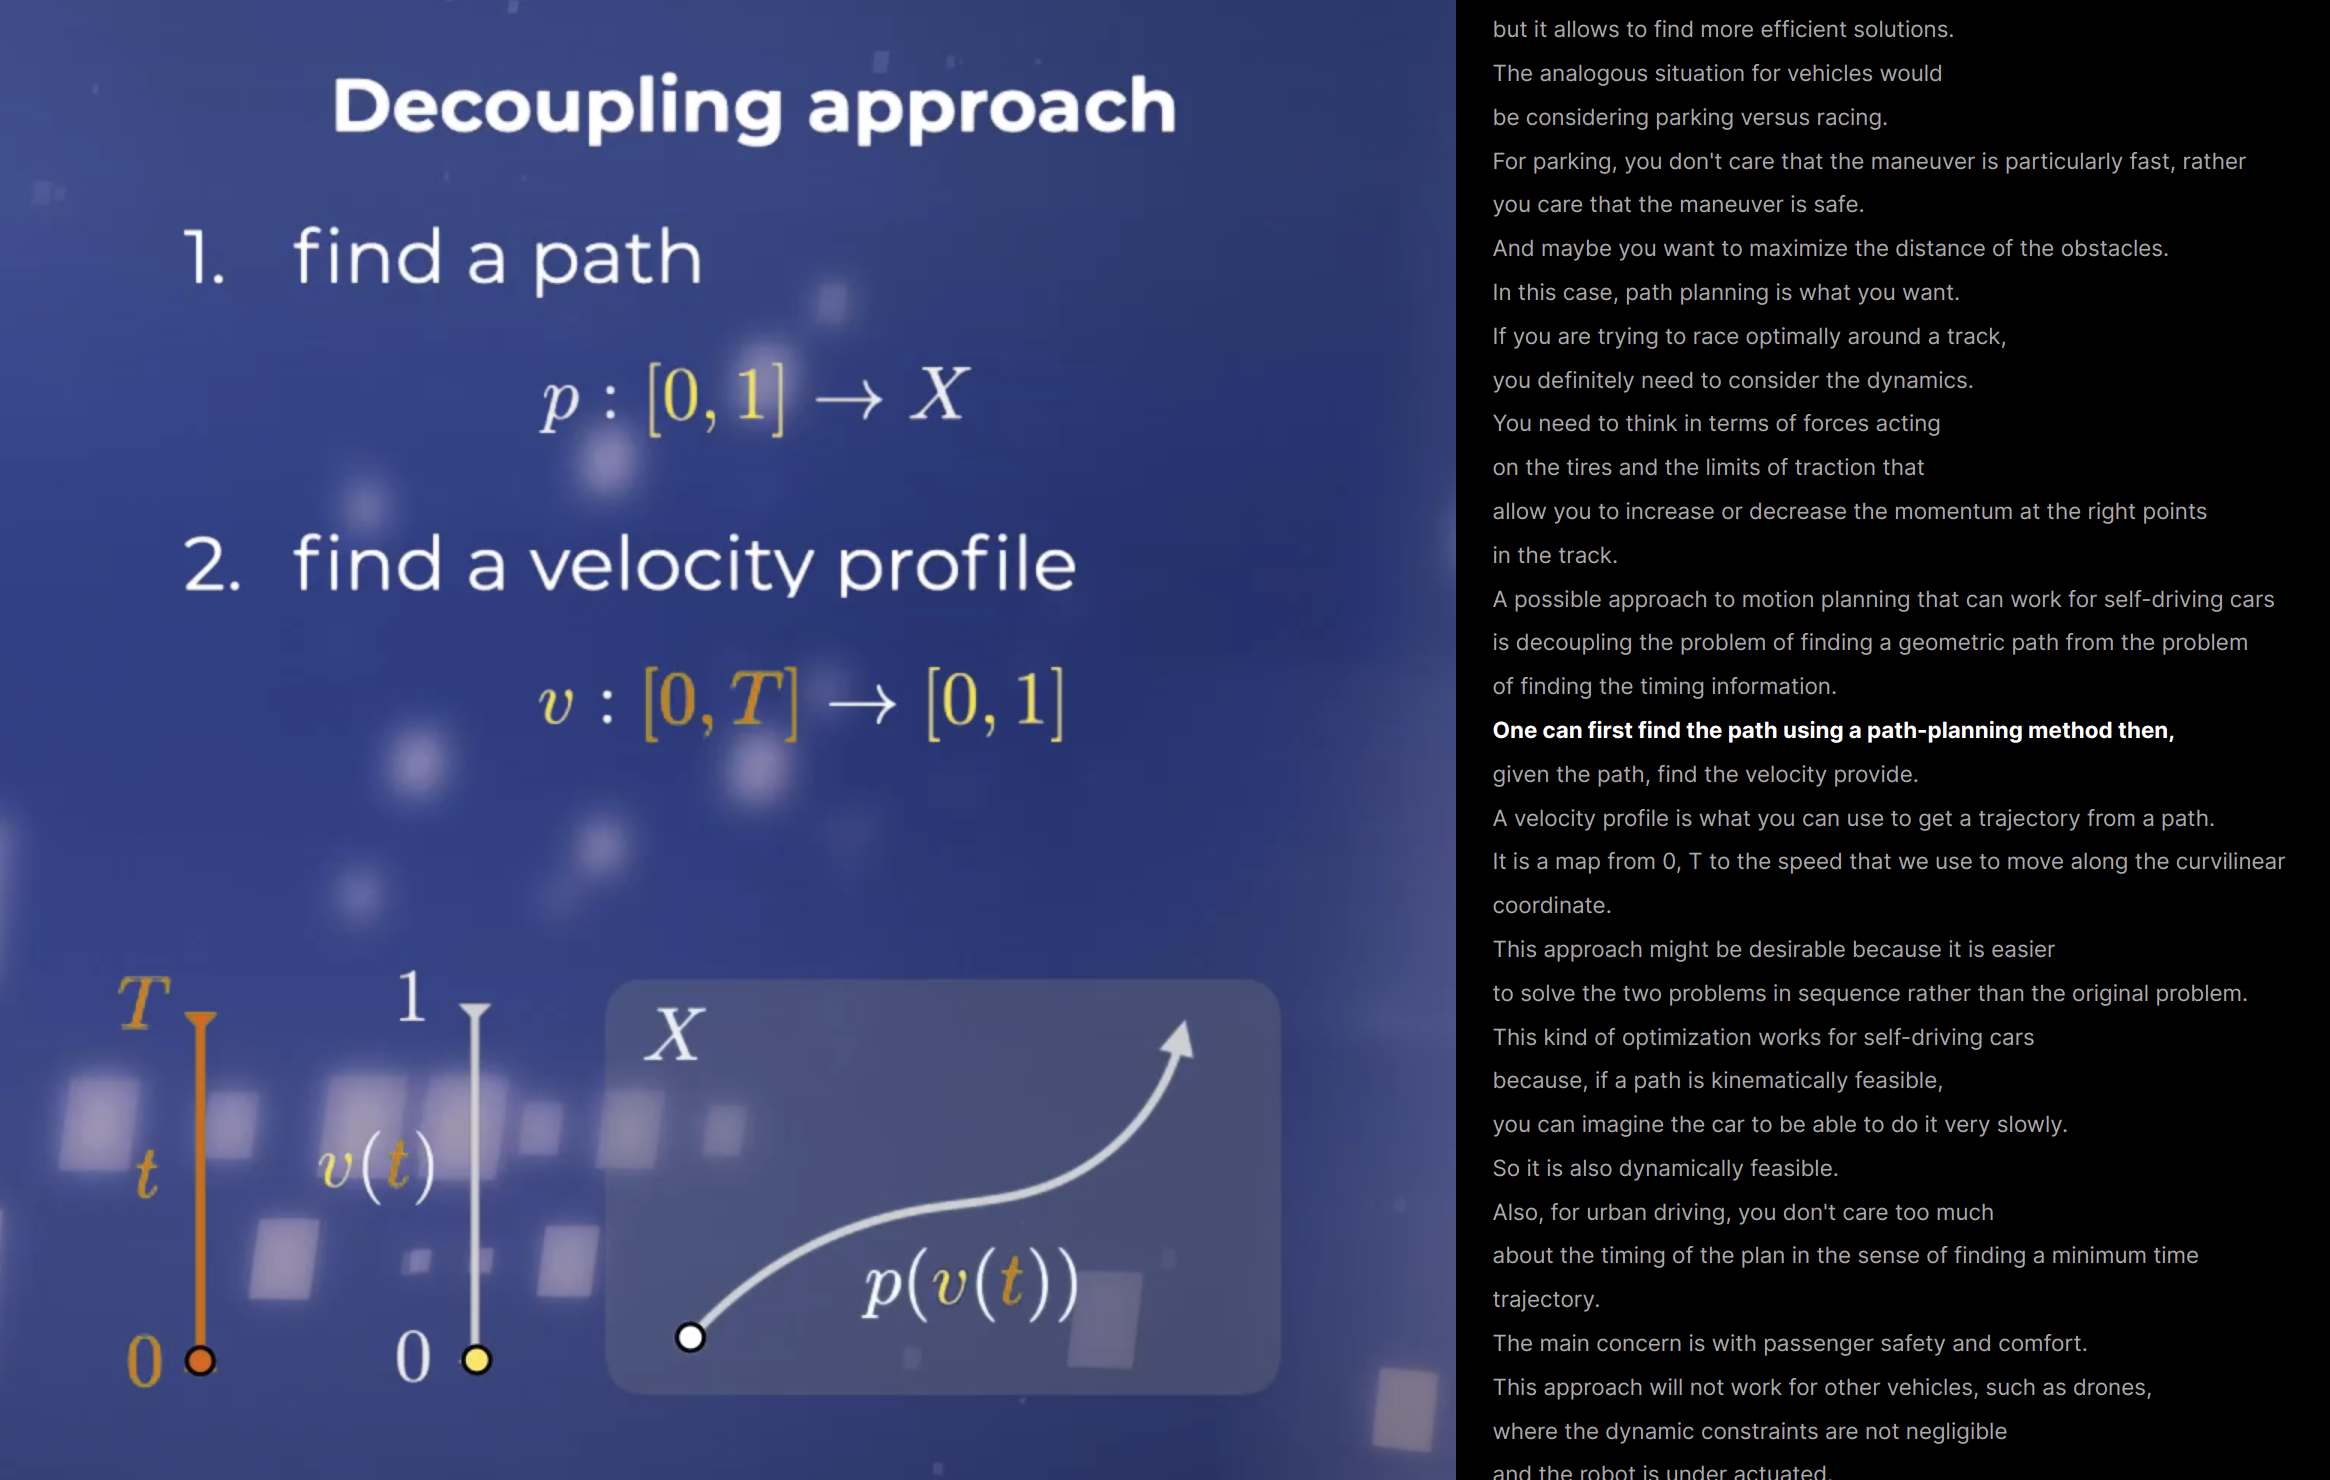 Decoupling approach
1. find a path
p : [0, 1] → X
2. find a velocity profile
v : [0, T] → [0, 1]
T
t
0
1
v(t)
0
X
p(v(t))
but it allows to find more efficient solutions.
The analogous situation for vehicles would
be considering parking versus racing.
For parking, you don't care that the maneuver is particularly fast, rather
you care that the maneuver is safe.
And maybe you want to maximize the distance of the obstacles.
In this case, path planning is what you want.
If you are trying to race optimally around a track,
you definitely need to consider the dynamics.
You need to think in terms of forces acting
on the tires and the limits of traction that
allow you to increase or decrease the momentum at the right points
in the track.
A possible approach to motion planning that can work for self-driving cars
is decoupling the problem of finding a geometric path from the problem
of finding the timing information.
One can first find the path using a path-planning method then,
given the path, find the velocity provide.
A velocity profile is what you can use to get a trajectory from a path.
It is a map from 0, T to the speed that we use to move along the curvilinear
coordinate.
This approach might be desirable because it is easier
to solve the two problems in sequence rather than the original problem.
This kind of optimization works for self-driving cars
because, if a path is kinematically feasible,
you can imagine the car to be able to do it very slowly.
So it is also dynamically feasible.
Also, for urban driving, you don't care too much
about the timing of the plan in the sense of finding a minimum time
trajectory.
The main concern is with passenger safety and comfort.
This approach will not work for other vehicles, such as drones,
where the dynamic constraints are not negligible
and the robot is under actuated.